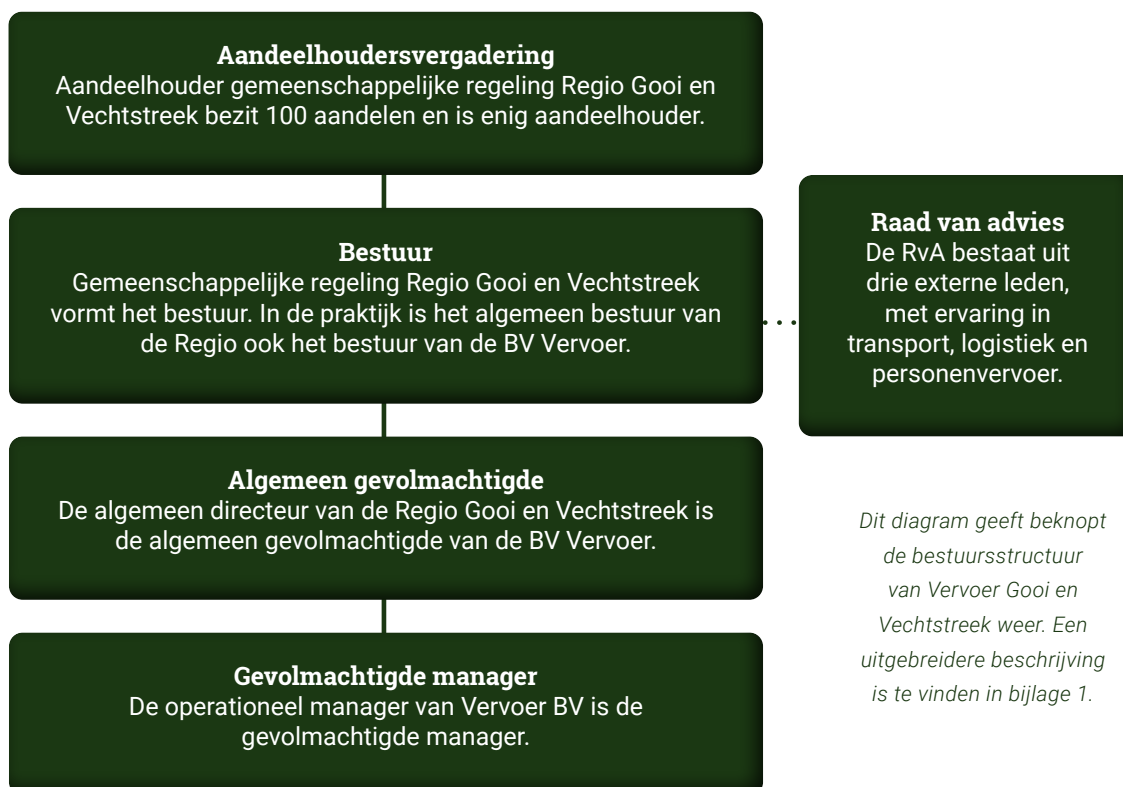 Aandeelhoudersvergadering
Aandeelhouder gemeenschappelijke regeling Regio Gooi en
Vechtstreek bezit 100 aandelen en is enig aandeelhouder.
Bestuur
Gemeenschappelijke regeling Regio Gooi en Vechtstreek
vormt het bestuur. In de praktijk is het algemeen bestuur van
de Regio ook het bestuur van de BV Vervoer.
Raad van advies
De RvA bestaat uit
drie externe leden,
met ervaring in
transport, logistiek en
personenvervoer.
Algemeen gevolmachtigde
De algemeen directeur van de Regio Gooi en Vechtstreek is
de algemeen gevolmachtigde van de BV Vervoer.
Gevolmachtigde manager
De operationeel manager van Vervoer BV is de
gevolmachtigde manager.
Dit diagram geeft beknopt
de bestuursstructuur
van Vervoer Gooi en
Vechtstreek weer. Een
uitgebreidere beschrijving
is te vinden in bijlage 1.